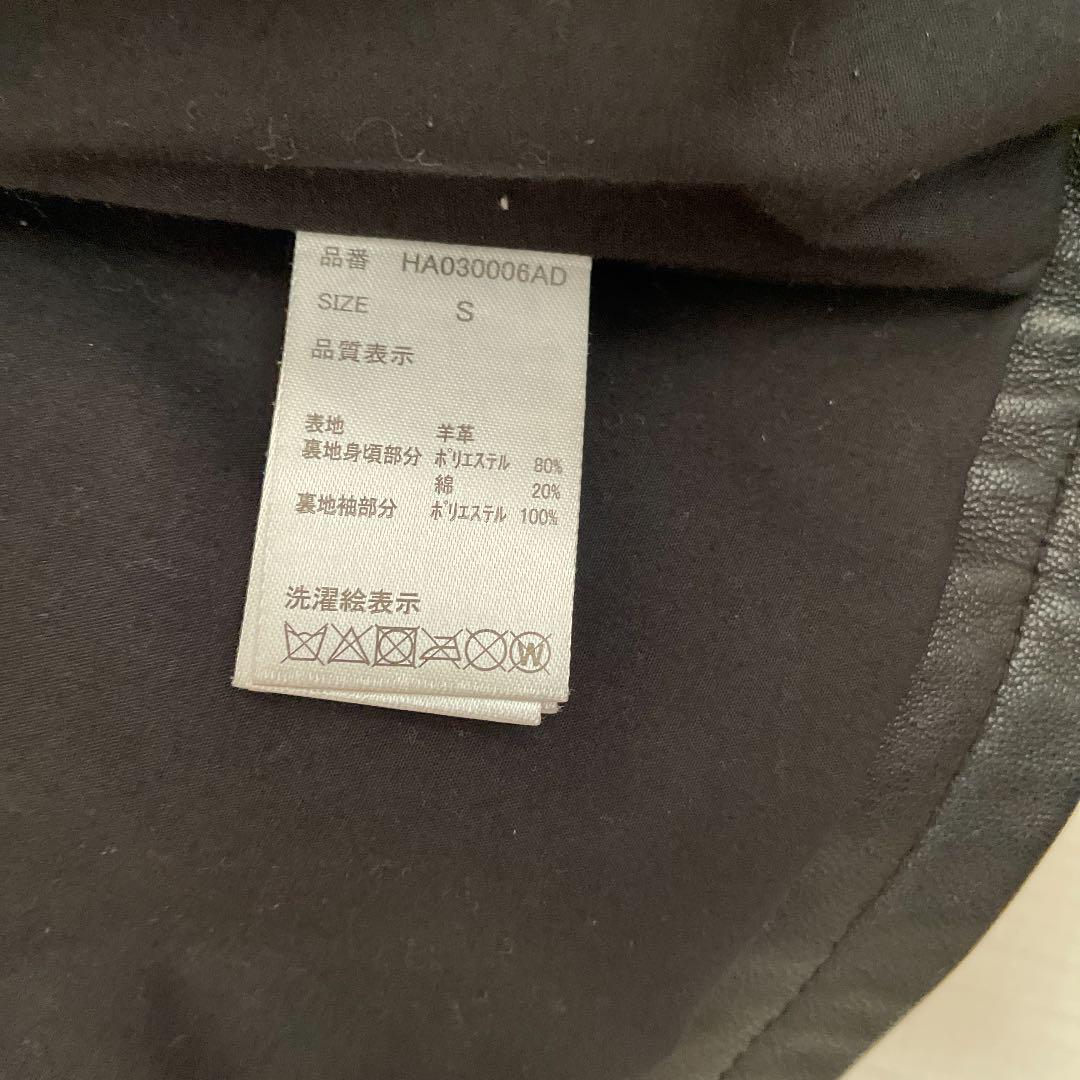 品番 HA030006AD
SIZE S
品質表示
表地 羊革
裏地身頃部分 ポリエステル 80%
綿 20%
裏地袖部分 ポリエステル 100%
洗濯絵表示
W